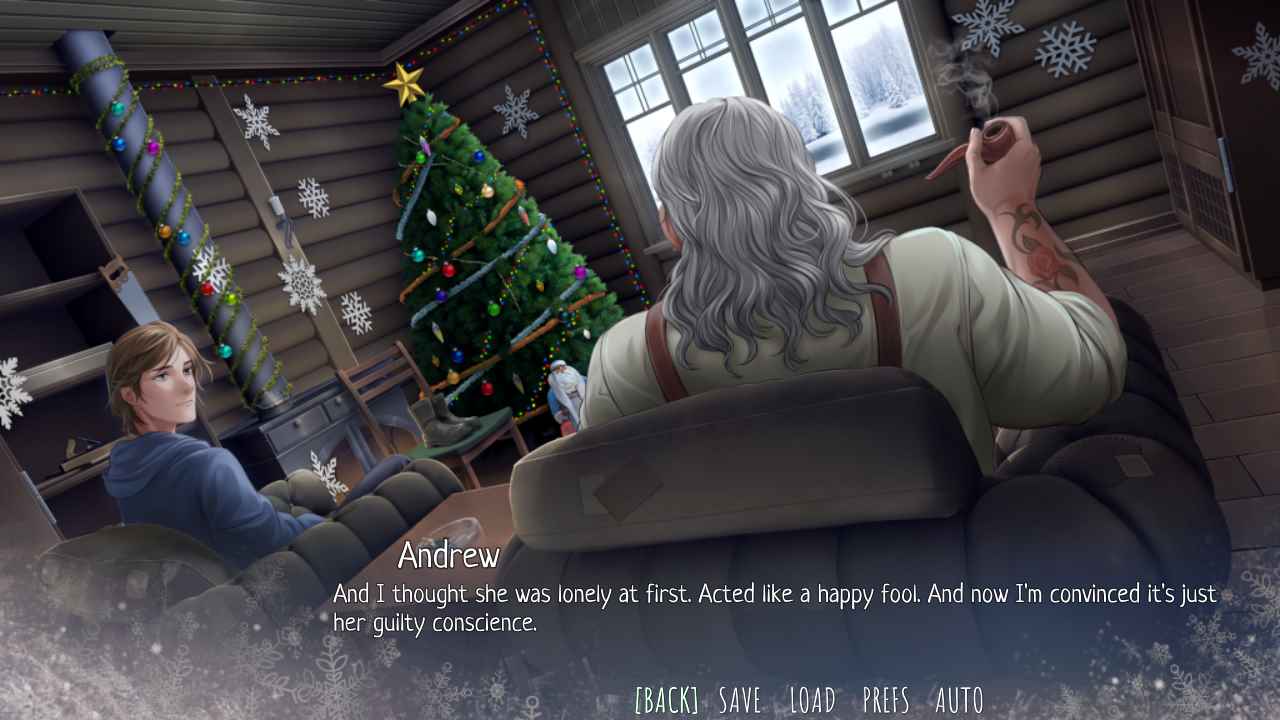 Andrew
And I thought she was lonely at first. Acted like a happy fool. And now I'm convinced it's just
her guilty conscience.
[BACK] SAVE LOAD PREFS AUTO